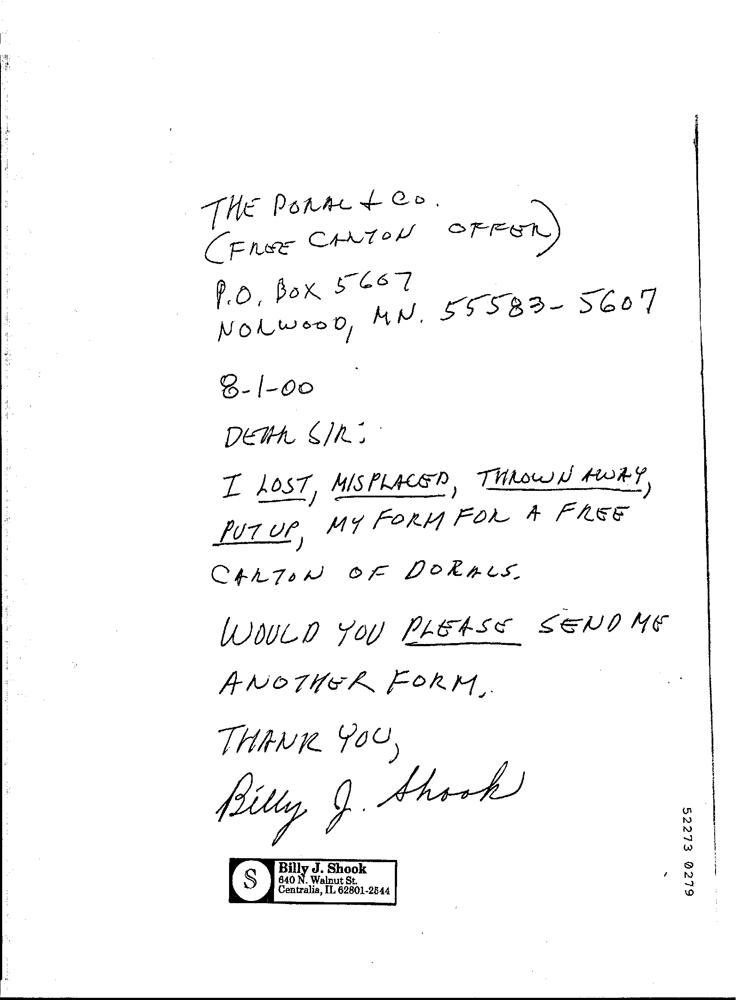 THE DORAL & CO.
(FREE CARTON OFFER)
P.O. BOX 5607
NORWOOD, MN. 55583-5607
8-1-00
DEAR SIR:
I LOST, MISPLACED, THROWN AWAY,
PUT UP, MY FORM FOR A FREE
CARTON OF DORALS.
WOULD YOU PLEASE SEND ME
ANOTHER FORM.
THANK YOU,
Billy J. Shook
S
Billy J. Shook
640 N. Walnut St.
Centralia, IL 62801-2544
52273 0279